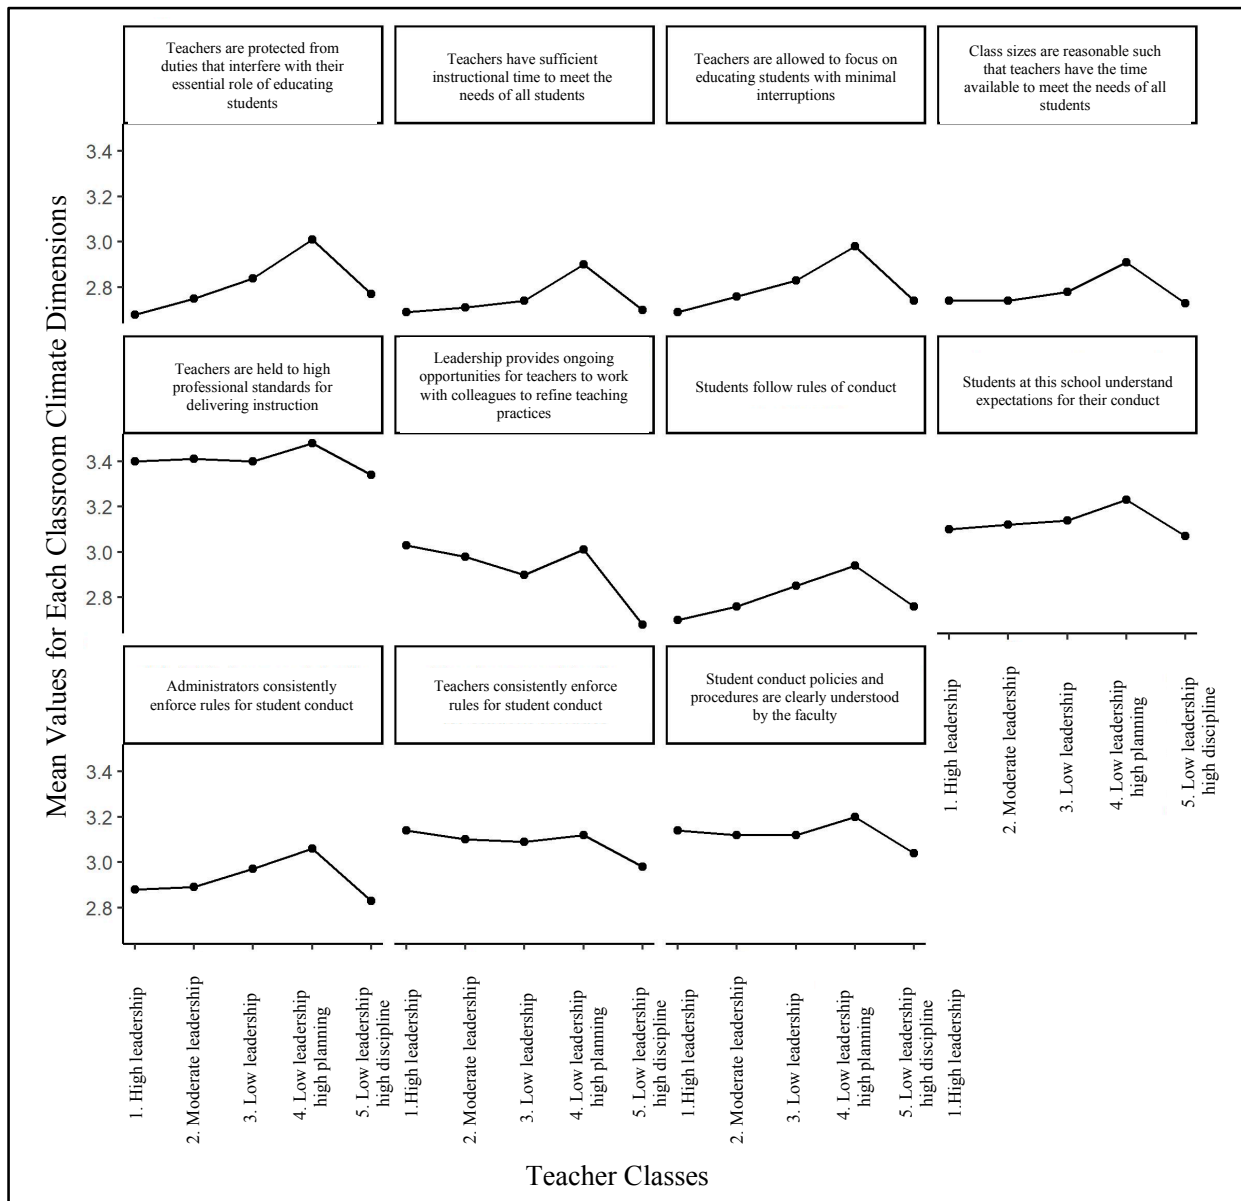 Teachers are protected from
duties that interfere with their
essential role of educating
students
Teachers have sufficient
instructional time to meet the
needs of all students
Teachers are allowed to focus on
educating students with minimal
interruptions
Class sizes are reasonable such
that teachers have the time
available to meet the needs of all
students
3.4
3.2
3.0
2.8
Teachers are held to high
professional standards for
delivering instruction
Leadership provides ongoing
opportunities for teachers to work
with colleagues to refine teaching
practices
Students follow rules of conduct
Students at this school understand
expectations for their conduct
3.4
3.2
3.0
2.8
Administrators consistently
enforce rules for student conduct
Teachers consistently enforce
rules for student conduct
Student conduct policies and
procedures are clearly understood
by the faculty
3.4
3.2
3.0
2.8
Mean Values for Each Classroom Climate Dimensions
1. High leadership
2. Moderate leadership
3. Low leadership
4. Low leadership
high planning
5. Low leadership
high discipline
1. High leadership
2. Moderate leadership
3. Low leadership
4. Low leadership
high planning
5. Low leadership
high discipline
1.High leadership
2. Moderate leadership
3. Low leadership
4. Low leadership
high planning
5. Low leadership
high discipline
1.High leadership
2. Moderate leadership
3. Low leadership
4. Low leadership
high planning
5. Low leadership
high discipline
1.High leadership
Teacher Classes